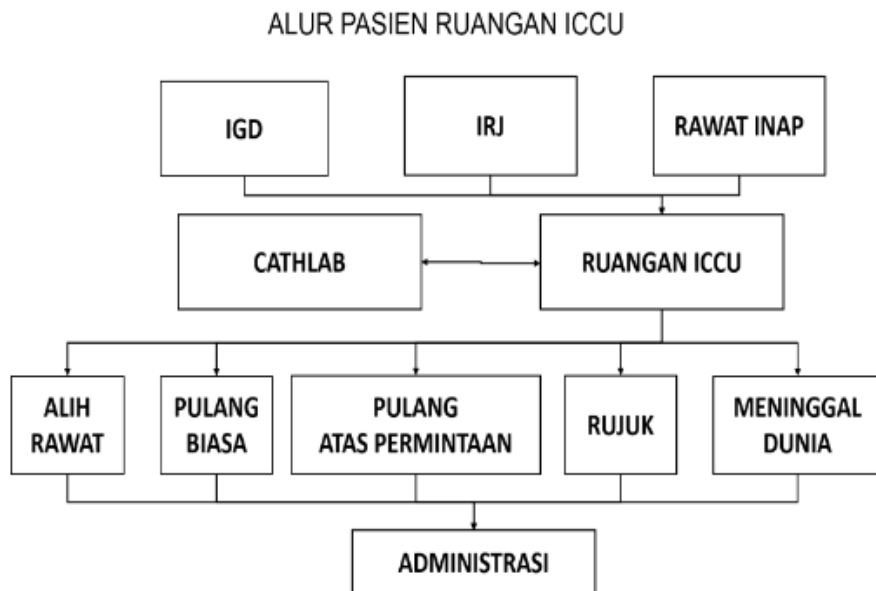 ALUR PASIEN RUANGAN ICCU
IGD
IRJ
RAWAT INAP
CATHLAB
RUANGAN ICCU
ALIH
RAWAT
PULANG
BIASA
PULANG
ATAS PERMINTAAN
RUJUK
MENINGGAL
DUNIA
ADMINISTRASI